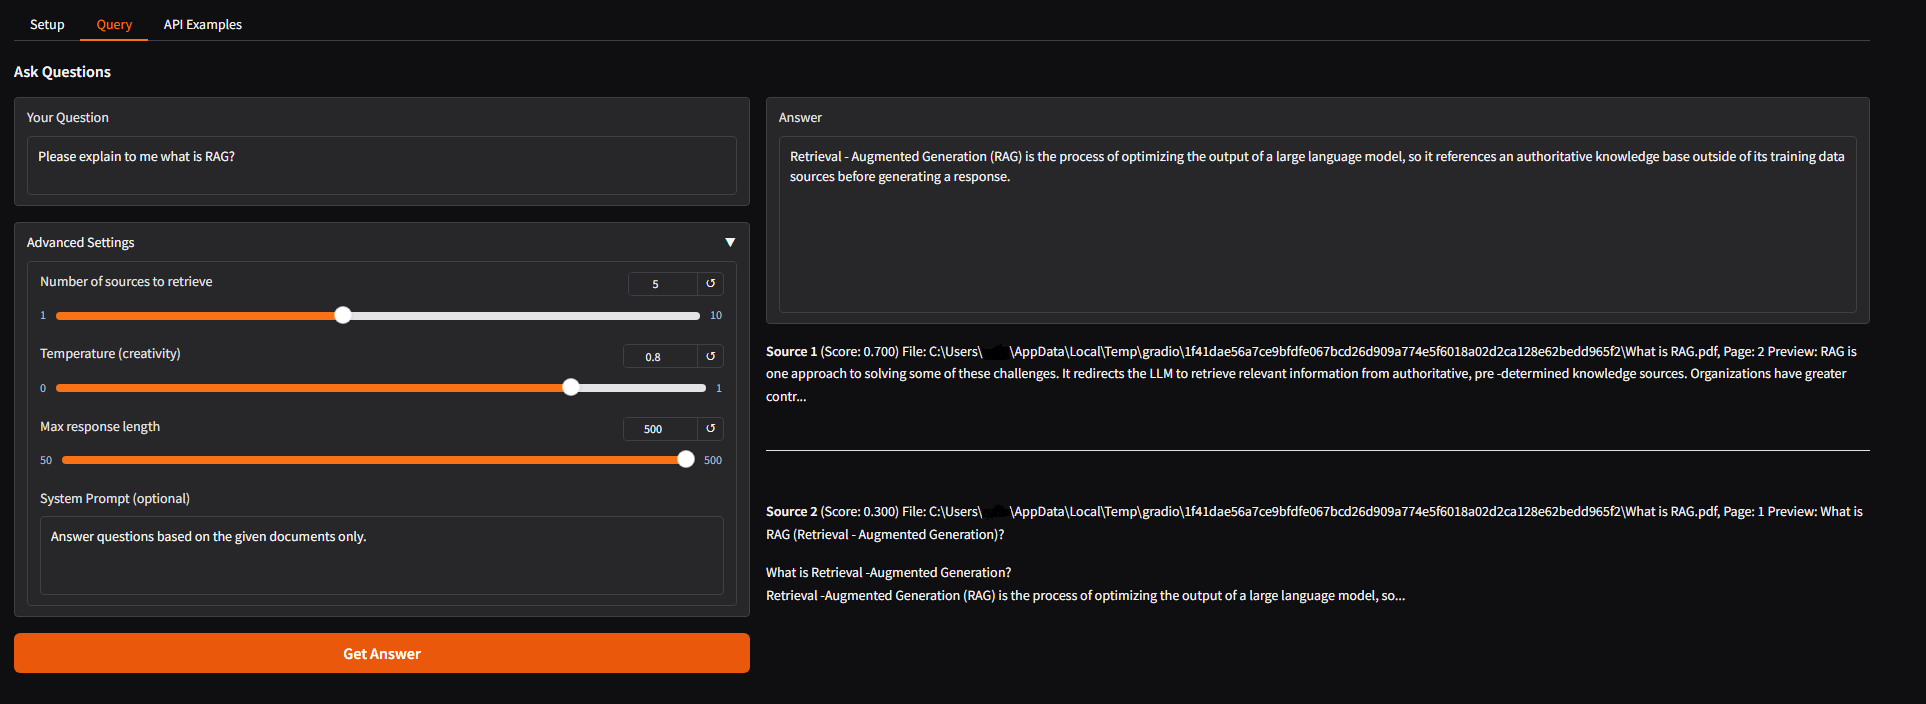 Setup Query API Examples
Ask Questions
Your Question
Please explain to me what is RAG?
Advanced Settings
Number of sources to retrieve
5
1
10
Temperature (creativity)
0.8
0
1
Max response length
500
50
500
System Prompt (optional)
Answer questions based on the given documents only.
Get Answer
Answer
Retrieval - Augmented Generation (RAG) is the process of optimizing the output of a large language model, so it references an authoritative knowledge base outside of its training data
sources before generating a response.
Source 1 (Score: 0.700) File: C:\Users\ \AppData\Local\Temp\gradio\1f41dae56a7ce9bfdfe067bcd26d909a774e5f6018a02d2ca128e62bedd965f2\What is RAG.pdf, Page: 2 Preview: RAG is
one approach to solving some of these challenges. It redirects the LLM to retrieve relevant information from authoritative, pre -determined knowledge sources. Organizations have greater
contr...
Source 2 (Score: 0.300) File: C:\Users\ \AppData\Local\Temp\gradio\1f41dae56a7ce9bfdfe067bcd26d909a774e5f6018a02d2ca128e62bedd965f2\What is RAG.pdf, Page: 1 Preview: What is
RAG (Retrieval - Augmented Generation)?
What is Retrieval -Augmented Generation?
Retrieval -Augmented Generation (RAG) is the process of optimizing the output of a large language model, so...